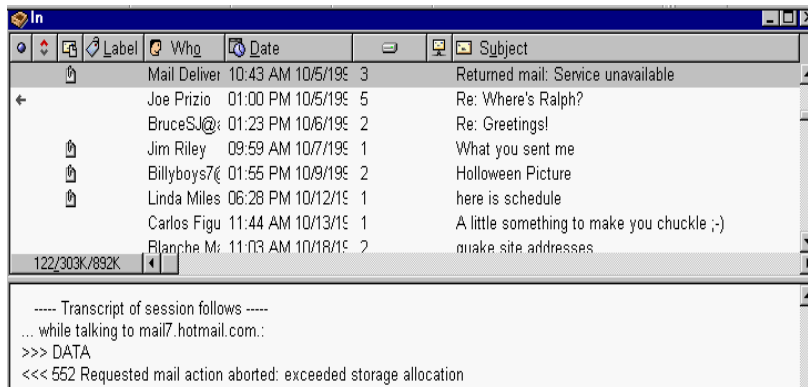 In
Label Who Date Subject
Mail Deliver 10:43 AM 10/5/199 3 Returned mail: Service unavailable
Joe Prizio 01:00 PM 10/5/199 5 Re: Where's Ralph?
BruceSJ@a 01:23 PM 10/6/199 2 Re: Greetings!
Jim Riley 09:59 AM 10/7/199 1 What you sent me
Billyboys7@ 01:55 PM 10/9/199 2 Holloween Picture
Linda Miles 06:28 PM 10/12/19 1 here is schedule
Carlos Figu 11:44 AM 10/13/19 1 A little something to make you chuckle ;-)
Blanche Ma 11:03 AM 10/18/19 2 quake site addresses
122/303K/892K
----- Transcript of session follows -----
... while talking to mail7.hotmail.com.:
>>> DATA
<<< 552 Requested mail action aborted: exceeded storage allocation